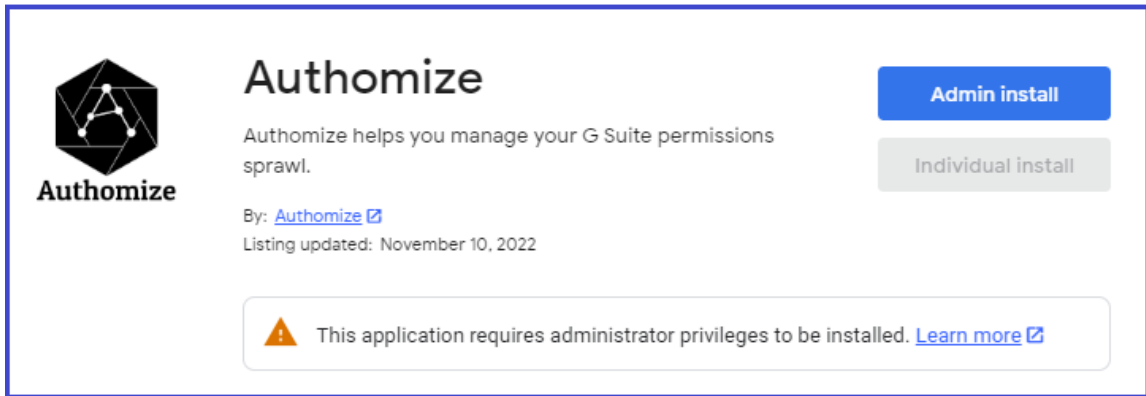 Authomize
Authomize
Authomize helps you manage your G Suite permissions
sprawl.
By: Authomize
Listing updated: November 10, 2022
Admin install
Individual install
This application requires administrator privileges to be installed. Learn more